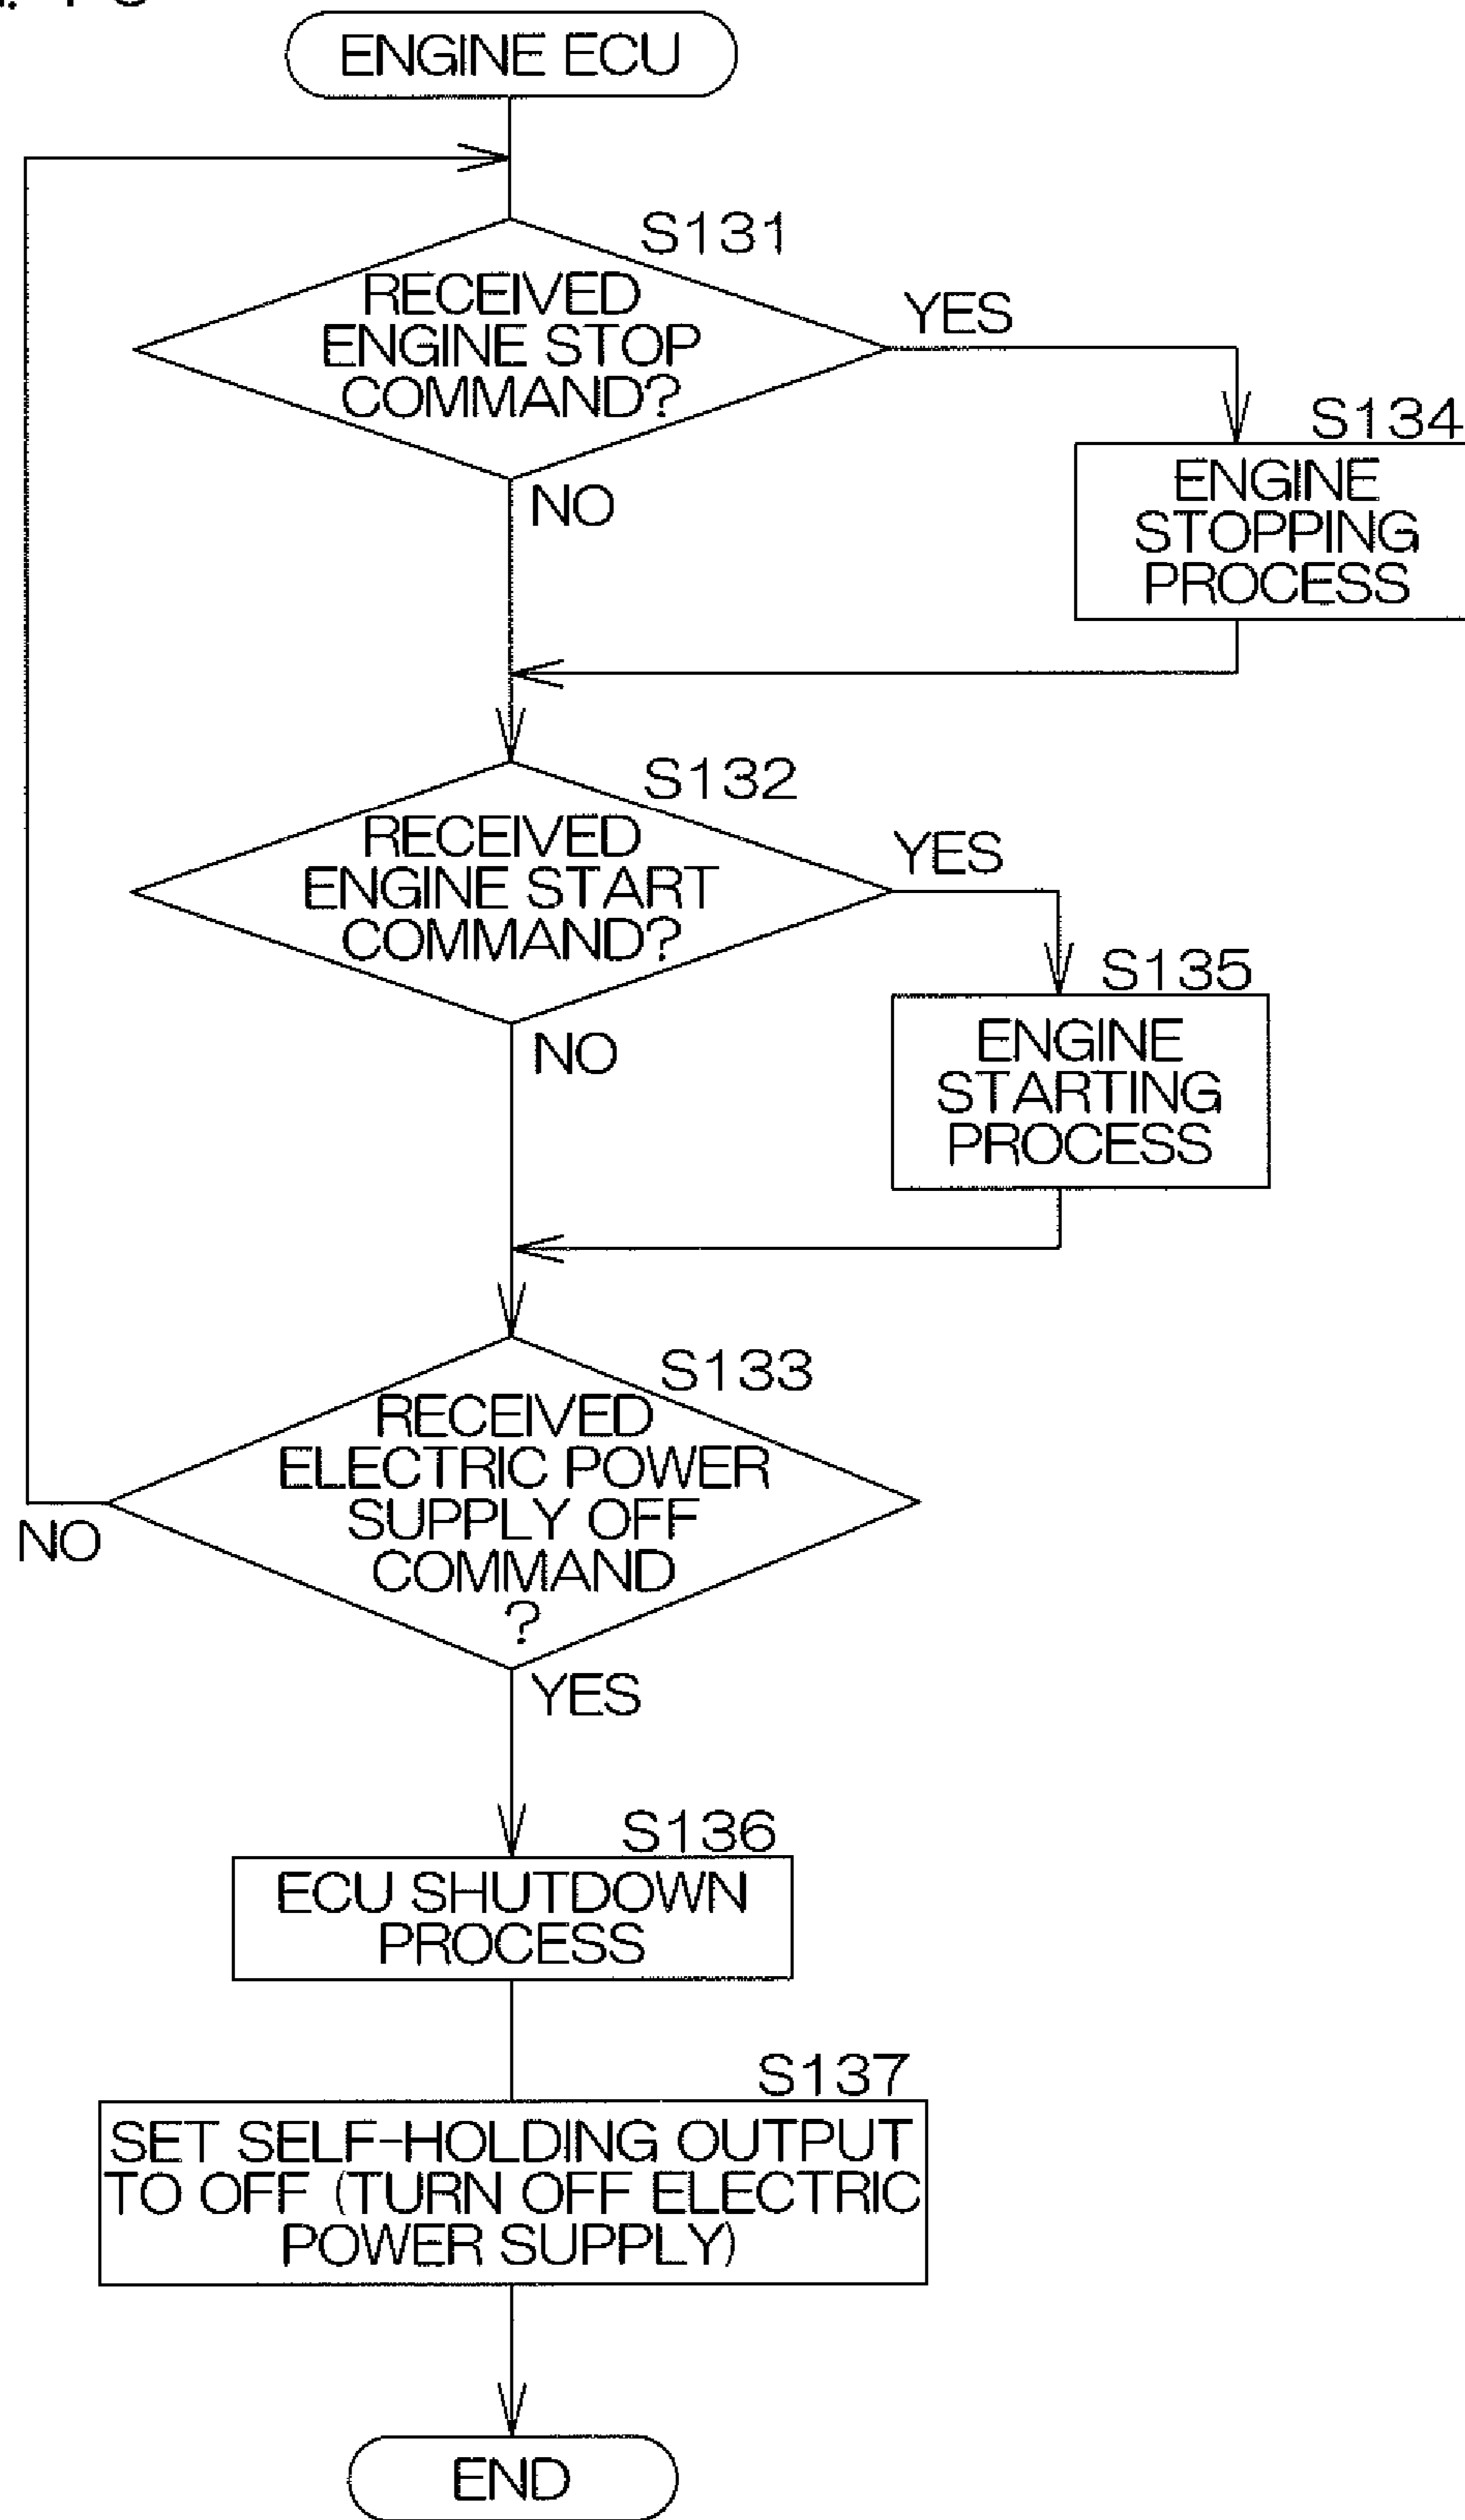 ENGINE ECU
S131
RECEIVED
ENGINE STOP
COMMAND?
YES
NO
S134
ENGINE
STOPPING
PROCESS
S132
RECEIVED
ENGINE START
COMMAND?
YES
NO
S135
ENGINE
STARTING
PROCESS
S133
RECEIVED
ELECTRIC POWER
SUPPLY OFF
COMMAND
?
NO
YES
S136
ECU SHUTDOWN
PROCESS
S137
SET SELF-HOLDING OUTPUT
TO OFF (TURN OFF ELECTRIC
POWER SUPPLY)
END